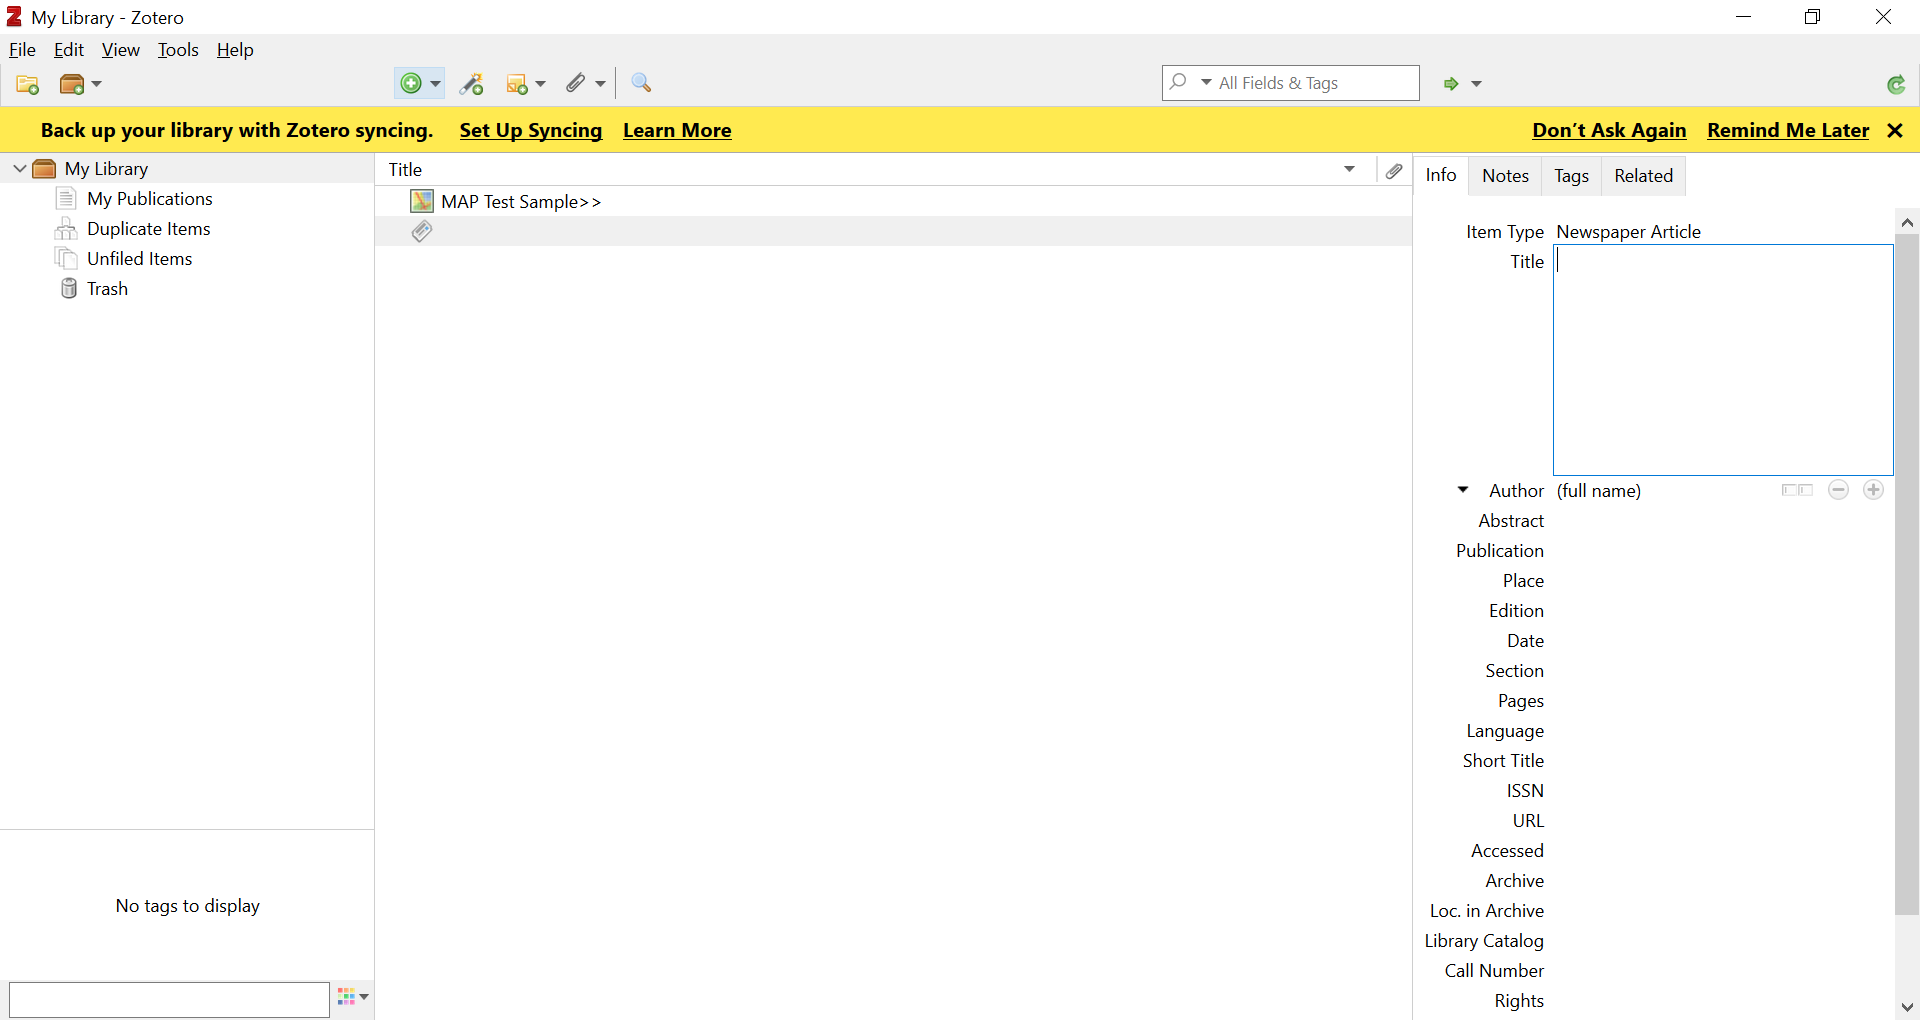 My Library - Zotero
File Edit View Tools Help
All Fields & Tags
Back up your library with Zotero syncing. Set Up Syncing Learn More Don't Ask Again Remind Me Later
My Library
My Publications
Duplicate Items
Unfiled Items
Trash
No tags to display
Title
MAP Test Sample>>
Info Notes Tags Related
Item Type Newspaper Article
Title
Author (full name)
Abstract
Publication
Place
Edition
Date
Section
Pages
Language
Short Title
ISSN
URL
Accessed
Archive
Loc. in Archive
Library Catalog
Call Number
Rights